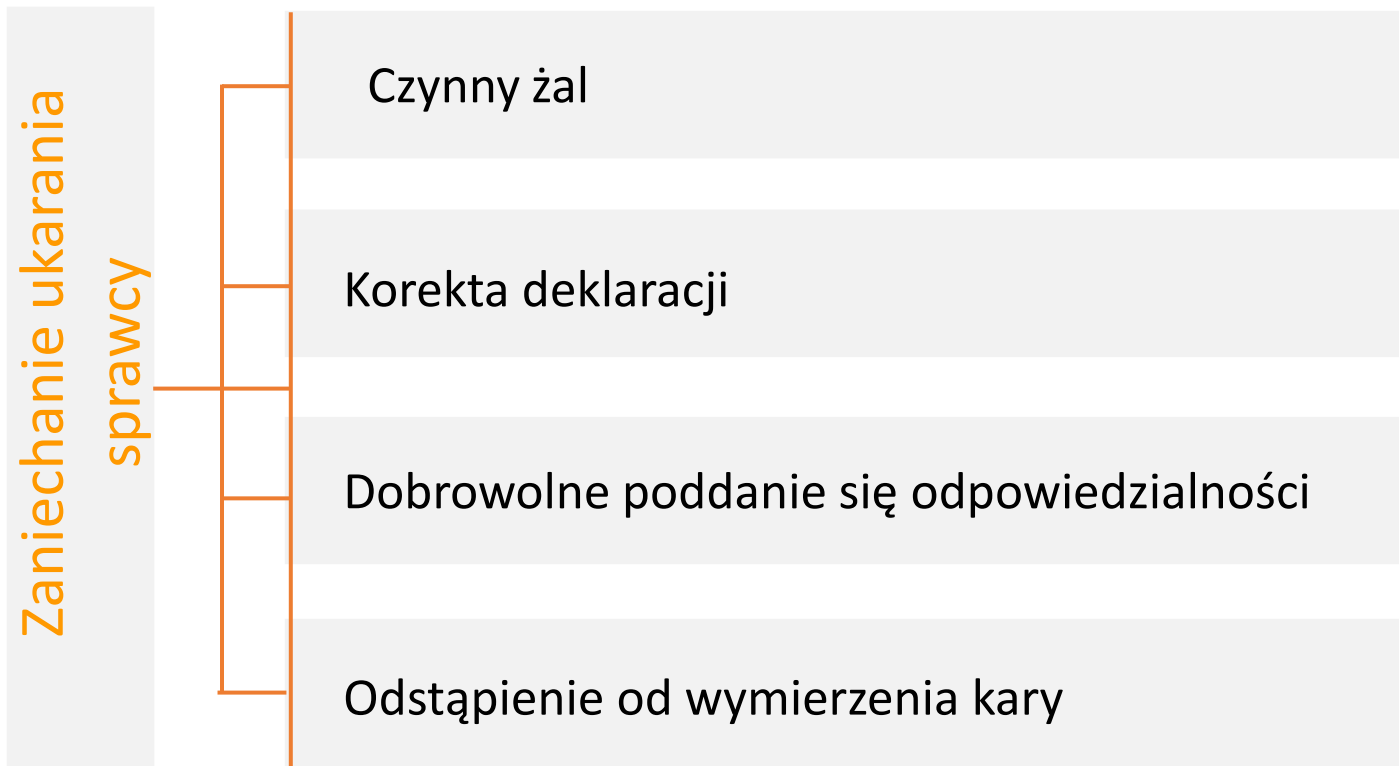 Zaniechanie ukarania
sprawcy
Czynny żal
Korekta deklaracji
Dobrowolne poddanie się odpowiedzialności
Odstąpienie od wymierzenia kary